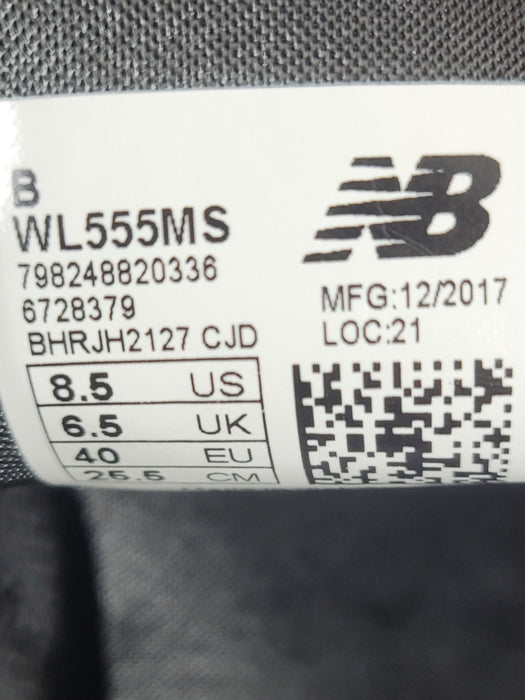 B
WL555MS
798248820336
6728379
BHRJH2127 CJD
8.5 US
6.5 UK
40 EU
25.5 CM
NB
MFG:12/2017
LOC:21